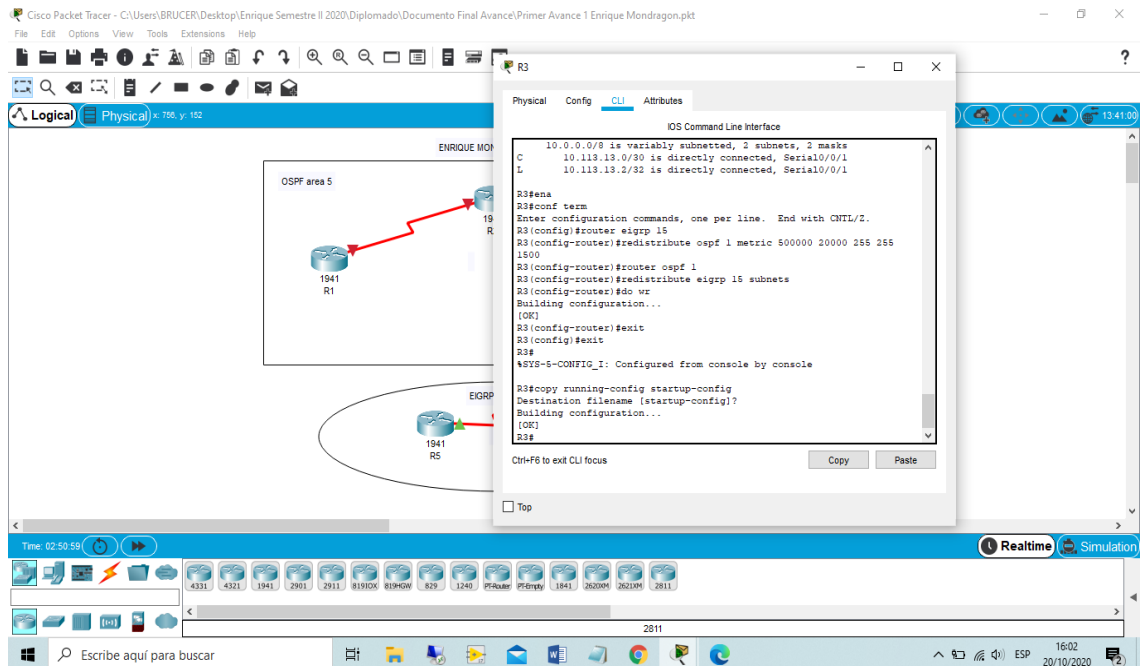 Cisco Packet Tracer - C:\Users\BRUCER\Desktop\Enrique Semestre II 2020\Diplomado\Documento Final Avance\Primer Avance 1 Enrique Mondragon.pkt
File Edit Options View Tools Extensions Help
?
Logical Physical x: 756, y: 152
13:41:00
ENRIQUE MON
OSPF area 5
19
R
1941
R1
EIGRP
1941
R5
R3
Physical Config CLI Attributes
IOS Command Line Interface
10.0.0.0/8 is variably subnetted, 2 subnets, 2 masks
C 10.113.13.0/30 is directly connected, Serial0/0/1
L 10.113.13.2/32 is directly connected, Serial0/0/1
R3#ena
R3#conf term
Enter configuration commands, one per line. End with CNTL/Z.
R3(config)#router eigrp 15
R3(config-router)#redistribute ospf 1 metric 500000 20000 255 255
1500
R3(config-router)#router ospf 1
R3(config-router)#redistribute eigrp 15 subnets
R3(config-router)#do wr
Building configuration...
[OK]
R3(config-router)#exit
R3(config)#exit
R3#
%SYS-5-CONFIG_I: Configured from console by console
R3#copy running-config startup-config
Destination filename [startup-config]?
Building configuration...
[OK]
R3#
Ctrl+F6 to exit CLI focus
Copy Paste
Top
Time: 02:50:59
Realtime Simulation
4331 4321 1941 2901 2911 819IOX 819HGW 829 1240 PT-Router PT-Empty 1841 2620XM 2621XM 2811
2811
Escribe aquí para buscar
ESP
16:02
20/10/2020
2